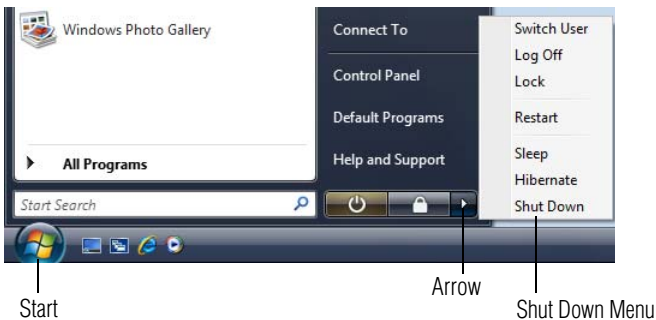 Windows Photo Gallery
All Programs
Start Search
Connect To
Control Panel
Default Programs
Help and Support
Switch User
Log Off
Lock
Restart
Sleep
Hibernate
Shut Down
Start
Arrow
Shut Down Menu